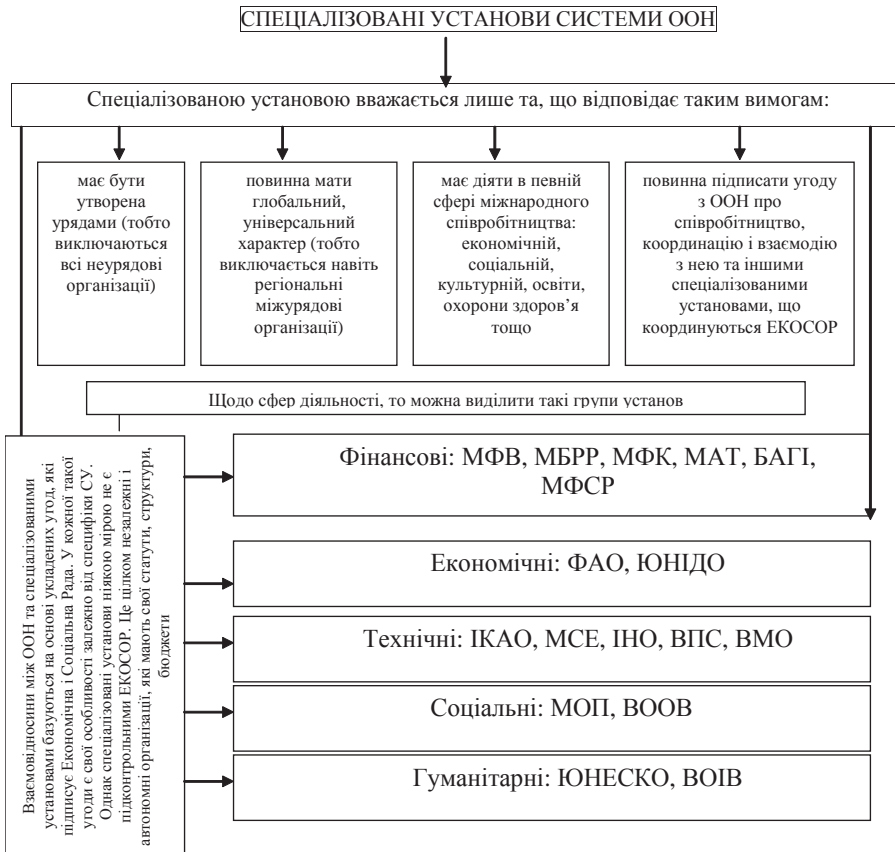 СПЕЦІАЛІЗОВАНІ УСТАНОВИ СИСТЕМИ ООН
Спеціалізованою установою вважається лише та, що відповідає таким вимогам:
має бути
утворена
урядами (тобто
виключаються
всі неурядові
організації)
повинна мати
глобальний,
універсальний
характер (тобто
виключається навіть
регіональні
міжурядові
організації)
має діяти в певній
сфері міжнародного
співробітництва:
економічній,
соціальній,
культурній, освіти,
охорони здоров’я
тощо
повинна підписати угоду
з ООН про
співробітництво,
координацію і взаємодію
з нею та іншими
спеціалізованими
установами, що
координуються ЕКОСОР
Щодо сфер діяльності, то можна виділити такі групи установ
Взаємовідносини між ООН та спеціалізованими
установами базуються на основі укладених угод, які
підписує Економічна і Соціальна Рада. У кожної такої
угоди є свої особливості залежно від специфіки СУ.
Однак спеціалізовані установи ніякою мірою не є
підконтрольними ЕКОСОР. Це цілком незалежні і
автономні організації, які мають свої статути, структури,
бюджети
Фінансові: МФВ, МБРР, МФК, МАТ, БАГІ,
МФСР
Економічні: ФАО, ЮНІДО
Технічні: ІКАО, МСЕ, ІНО, ВПС, ВМО
Соціальні: МОП, ВООВ
Гуманітарні: ЮНЕСКО, ВОІВ